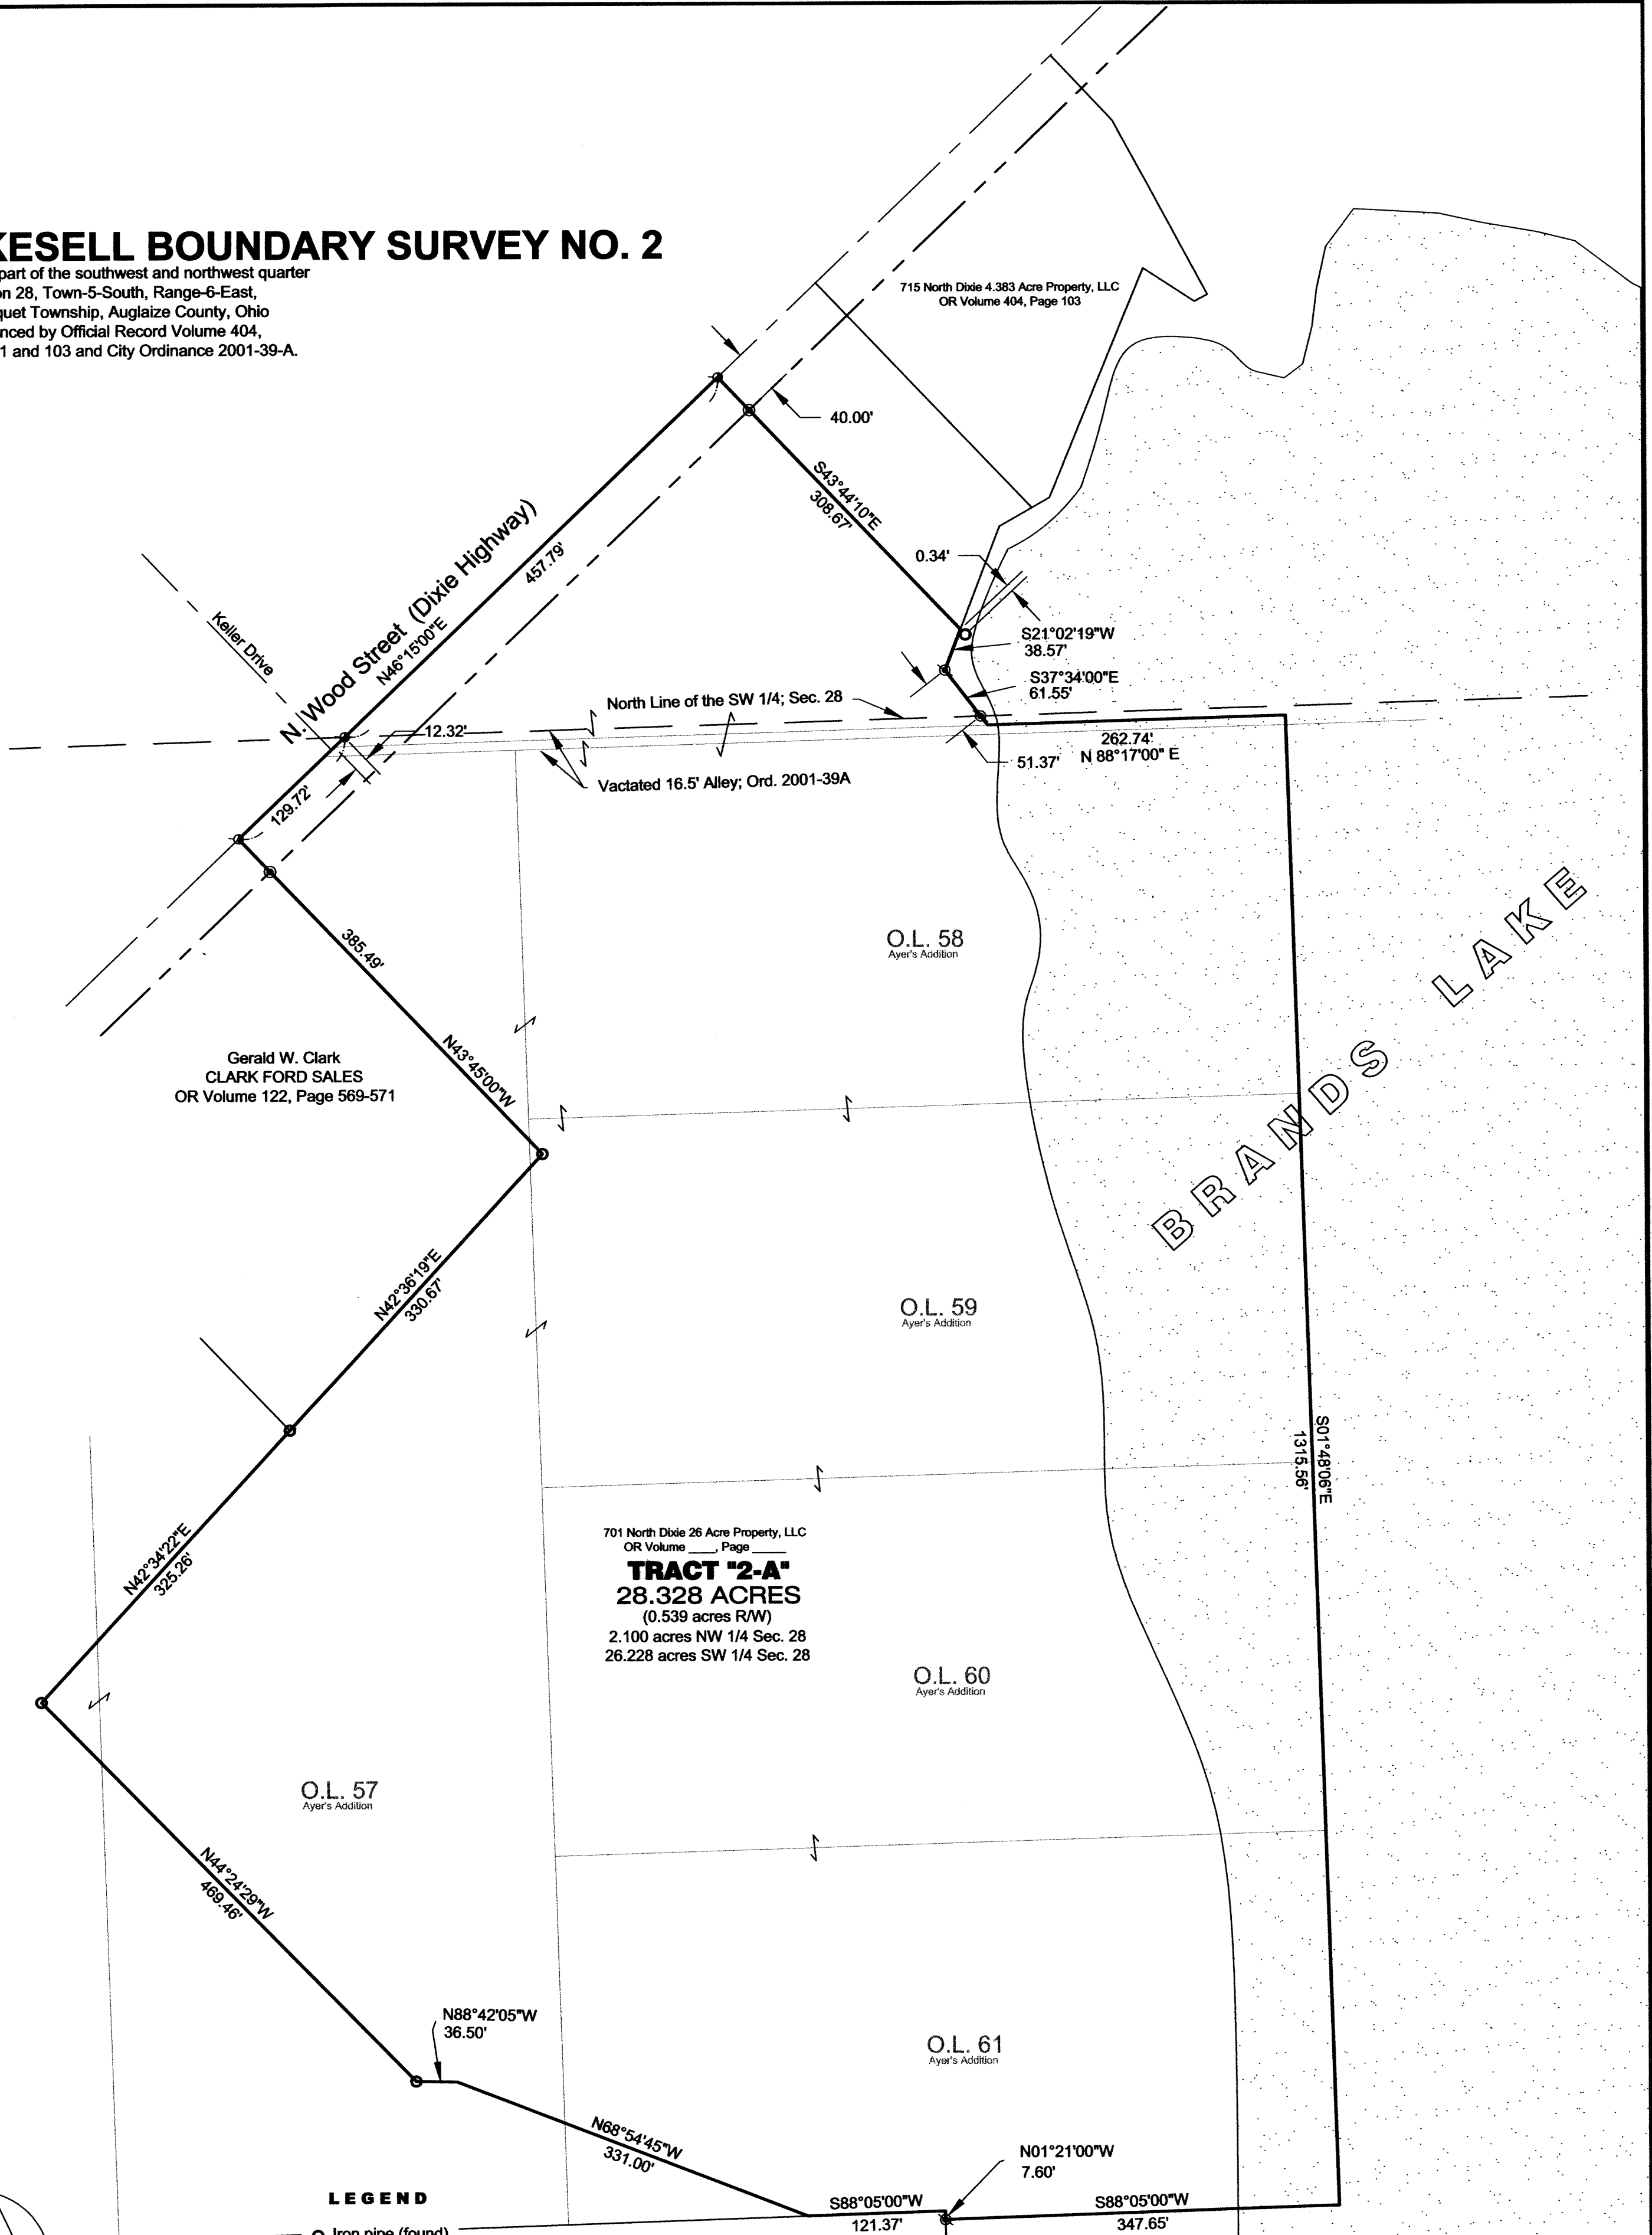 KESELL BOUNDARY SURVEY NO. 2
part of the southwest and northwest quarter
on 28, Town-5-South, Range-6-East,
quet Township, Auglaize County, Ohio
nced by Official Record Volume 404,
1 and 103 and City Ordinance 2001-39-A.
715 North Dixie 4.383 Acre Property, LLC
OR Volume 404, Page 103
40.00'
S43°44'10"E
308.67'
0.34'
S21°02'19"W
38.57'
S37°34'00"E
61.55'
Keller Drive
N. Wood Street (Dixie Highway)
N46°15'00"E
457.79'
North Line of the SW 1/4; Sec. 28
12.32'
262.74'
N 88°17'00" E
51.37'
Vactated 16.5' Alley; Ord. 2001-39A
129.72'
385.49'
N43°45'00"W
O.L. 58
Ayer's Addition
BRANDS LAKE
Gerald W. Clark
CLARK FORD SALES
OR Volume 122, Page 569-571
N42°36'19"E
330.67'
O.L. 59
Ayer's Addition
S01°48'06"E
1315.56'
N42°34'22"E
325.26'
701 North Dixie 26 Acre Property, LLC
OR Volume ____, Page _____
TRACT "2-A"
28.328 ACRES
(0.539 acres R/W)
2.100 acres NW 1/4 Sec. 28
26.228 acres SW 1/4 Sec. 28
O.L. 60
Ayer's Addition
O.L. 57
Ayer's Addition
N44°24'29"W
469.46'
N88°42'05"W
36.50'
O.L. 61
Ayer's Addition
N68°54'45"W
331.00'
N01°21'00"W
7.60'
S88°05'00"W
121.37'
S88°05'00"W
347.65'
LEGEND
Iron pipe (found)